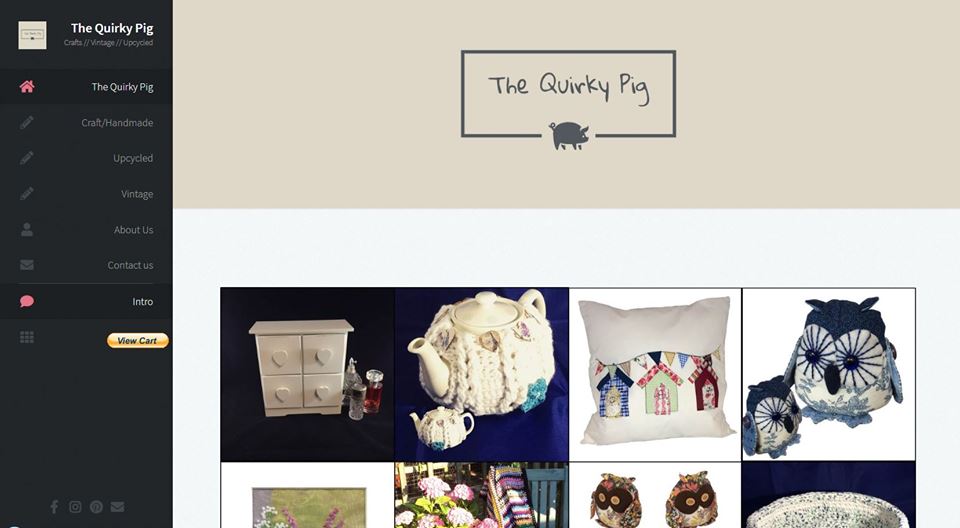 The Quirky Pig
Crafts // Vintage // Upcycled
The Quirky Pig
Craft/Handmade
Upcycled
Vintage
About Us
Contact us
Intro
View Cart
The Quirky Pig